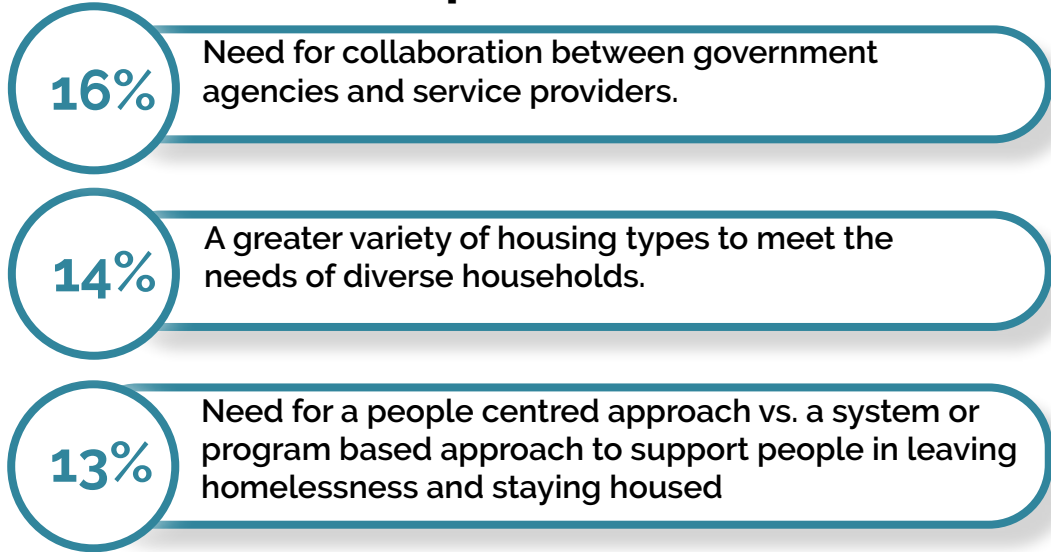 16%
Need for collaboration between government
agencies and service providers.
14%
A greater variety of housing types to meet the
needs of diverse households.
13%
Need for a people centred approach vs. a system or
program based approach to support people in leaving
homelessness and staying housed